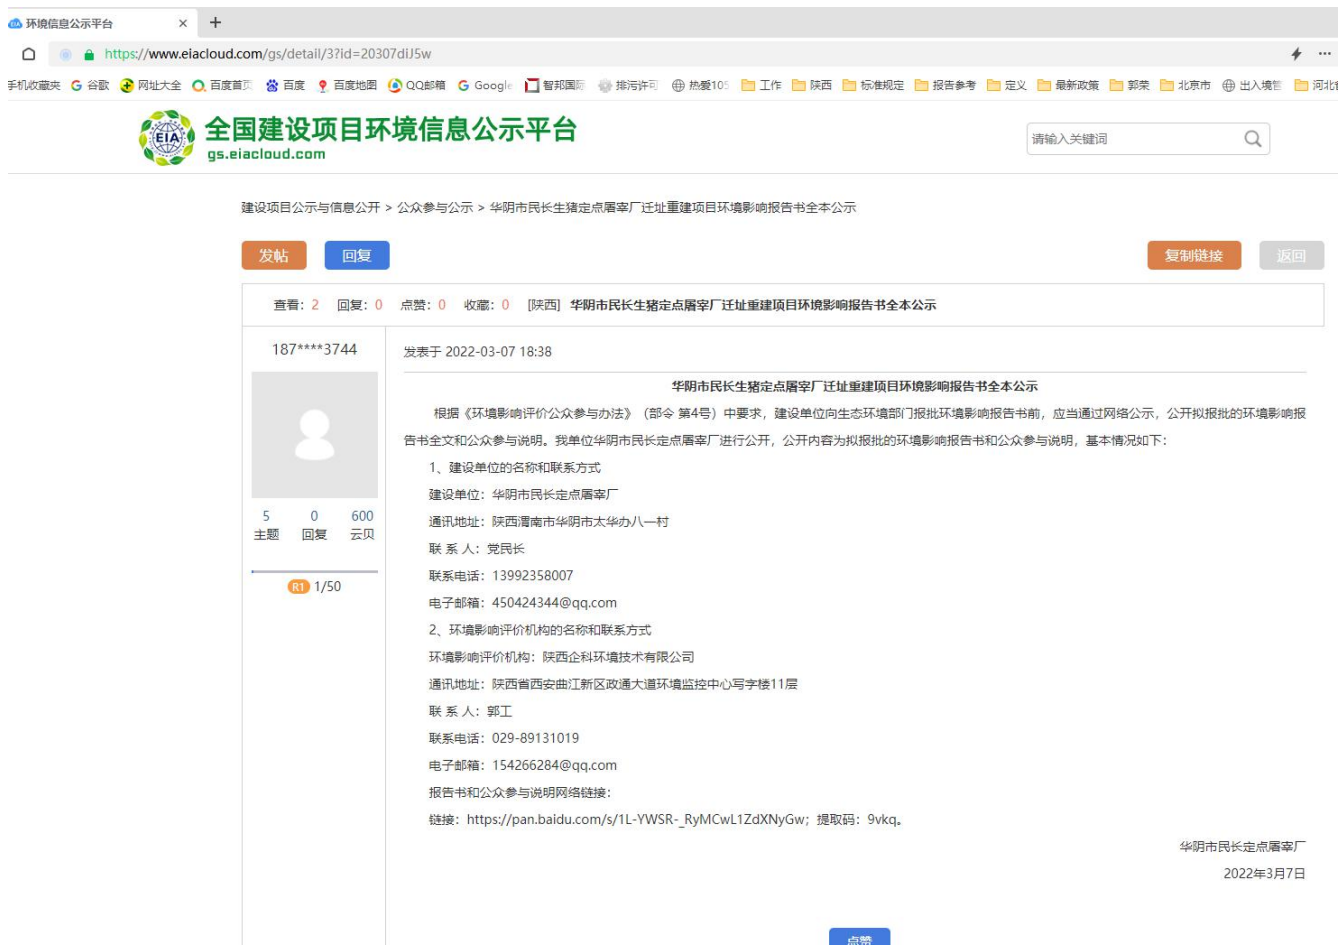 环境信息公示平台 × +
https://www.eiacloud.com/gs/detail/3?id=20307diJ5w
手机收藏夹 谷歌 网址大全 百度首页 百度 百度地图 QQ邮箱 Google 智邦国际 排污许可 热爱105 工作 陕西 标准规定 报告参考 定义 最新政策 郭荣 北京市 出入境管 河北省
EIA
全国建设项目环境信息公示平台
gs.eiacloud.com
请输入关键词
建设项目公示与信息公开 > 公众参与公示 > 华阴市民长生猪定点屠宰厂迁址重建项目环境影响报告书全本公示
发帖 回复 复制链接 返回
查看：2 回复：0 点赞：0 收藏：0 [陕西] 华阴市民长生猪定点屠宰厂迁址重建项目环境影响报告书全本公示
187****3744
5 0 600
主题 回复 云贝
R1 1/50
发表于 2022-03-07 18:38
华阴市民长生猪定点屠宰厂迁址重建项目环境影响报告书全本公示
根据《环境影响评价公众参与办法》（部令 第4号）中要求，建设单位向生态环境部门报批环境影响报告书前，应当通过网络公示，公开拟报批的环境影响报
告书全文和公众参与说明。我单位华阴市民长定点屠宰厂进行公开，公开内容为拟报批的环境影响报告书和公众参与说明，基本情况如下：
1、建设单位的名称和联系方式
建设单位：华阴市民长定点屠宰厂
通讯地址：陕西渭南市华阴市太华办八一村
联 系 人：党民长
联系电话：13992358007
电子邮箱：450424344@qq.com
2、环境影响评价机构的名称和联系方式
环境影响评价机构：陕西企科环境技术有限公司
通讯地址：陕西省西安曲江新区政通大道环境监控中心写字楼11层
联 系 人：郭工
联系电话：029-89131019
电子邮箱：154266284@qq.com
报告书和公众参与说明网络链接：
链接：https://pan.baidu.com/s/1L-YWSR-_RyMCwL1ZdXNyGw；提取码：9vkq。
华阴市民长定点屠宰厂
2022年3月7日
点赞